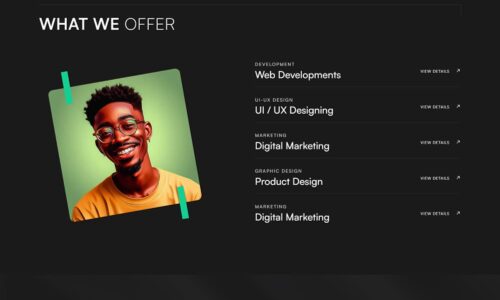 WHAT WE OFFER
DEVELOPMENT
Web Developments
VIEW DETAILS
UI-UX DESIGN
UI / UX Designing
VIEW DETAILS
MARKETING
Digital Marketing
VIEW DETAILS
GRAPHIC DESIGN
Product Design
VIEW DETAILS
MARKETING
Digital Marketing
VIEW DETAILS